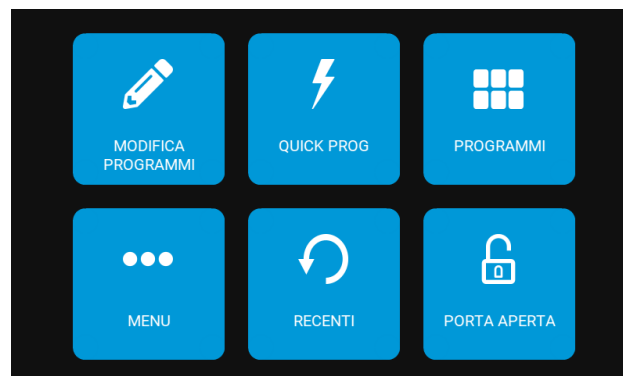 MODIFICA
PROGRAMMI
QUICK PROG
PROGRAMMI
MENU
RECENTI
PORTA APERTA